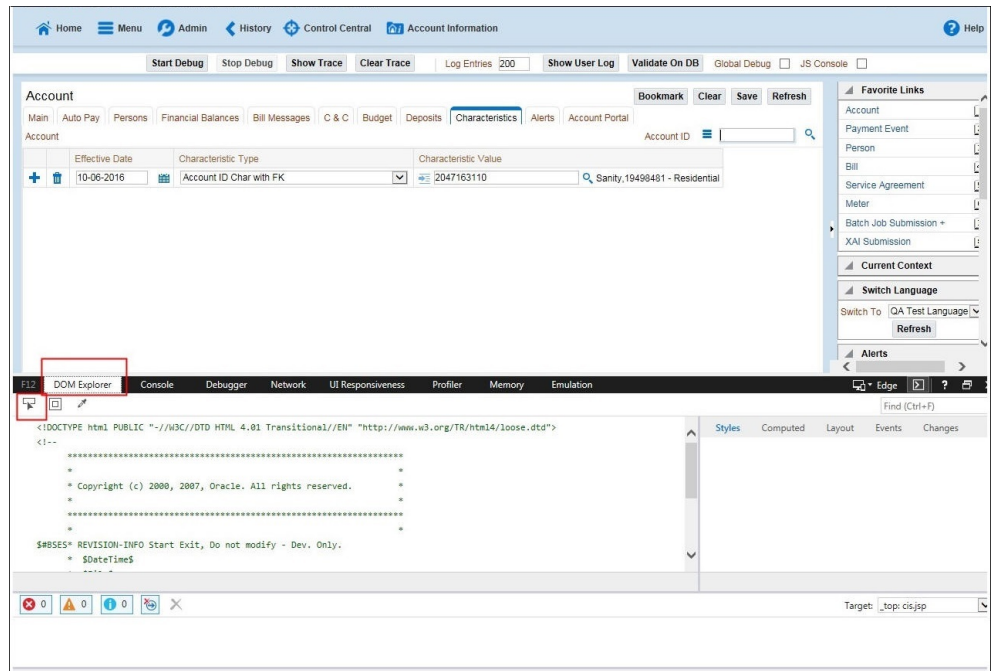 Home Menu Admin History Control Central Account Information Help
Start Debug Stop Debug Show Trace Clear Trace Log Entries 200 Show User Log Validate On DB Global Debug JS Console
Account Bookmark Clear Save Refresh
Main Auto Pay Persons Financial Balances Bill Messages C & C Budget Deposits Characteristics Alerts Account Portal
Account Account ID
Effective Date Characteristic Type Characteristic Value
10-06-2016 Account ID Char with FK 2047163110 Sanity,19498481 - Residential
Favorite Links
Account
Payment Event
Person
Bill
Service Agreement
Meter
Batch Job Submission +
XAI Submission
Current Context
Switch Language
Switch To QA Test Language
Refresh
Alerts
F12 DOM Explorer Console Debugger Network UI Responsiveness Profiler Memory Emulation Edge ?
Find (Ctrl+F)
<!DOCTYPE html PUBLIC "-//W3C//DTD HTML 4.01 Transitional//EN" "http://www.w3.org/TR/html4/loose.dtd">
<!--
*******************************************************************
* *
* Copyright (c) 2000, 2007, Oracle. All rights reserved. *
* *
*******************************************************************
* *
$#BSES* REVISION-INFO Start Exit, Do not modify - Dev. Only.
* $DateTime$
Styles Computed Layout Events Changes
0 0 0
Target: _top: cis.jsp